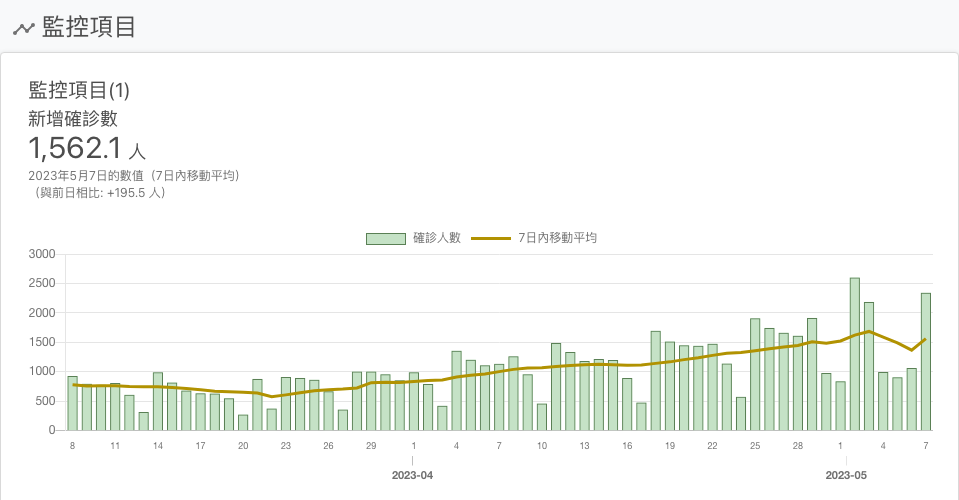 監控項目
監控項目(1)
新增確診數
1,562.1 人
2023年5月7日的數值（7日內移動平均）
（與前日相比: +195.5 人）
確診人數 7日內移動平均
3000
2500
2000
1500
1000
500
0
8 11 14 17 20 23 26 29 1 4 7 10 13 16 19 22 25 28 1 4 7
2023-04 2023-05